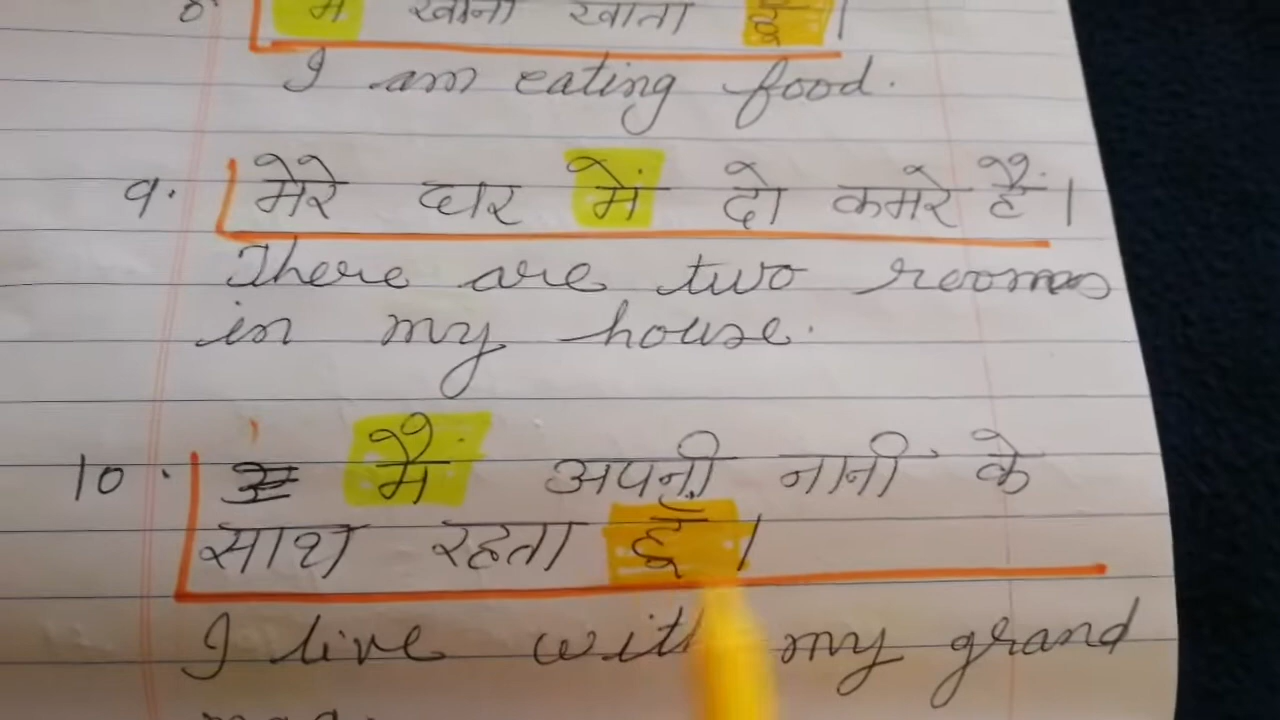 8. मैं खाना खाता हूँ।
I am eating food.
9. मेरे घर में दो कमरे हैं।
There are two rooms
in my house.
10. मैं अपनी नानी के
साथ रहता हूँ।
I live with my grand